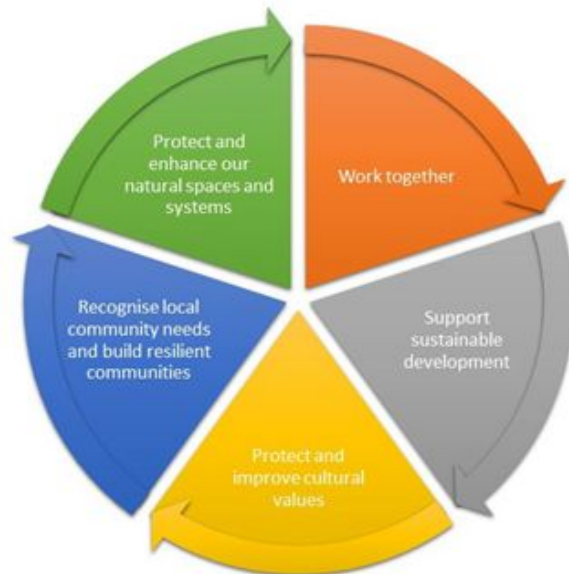 Work together
Support
sustainable
development
Protect and
improve cultural
values
Recognise local
community needs
and build resilient
communities
Protect and
enhance our
natural spaces and
systems